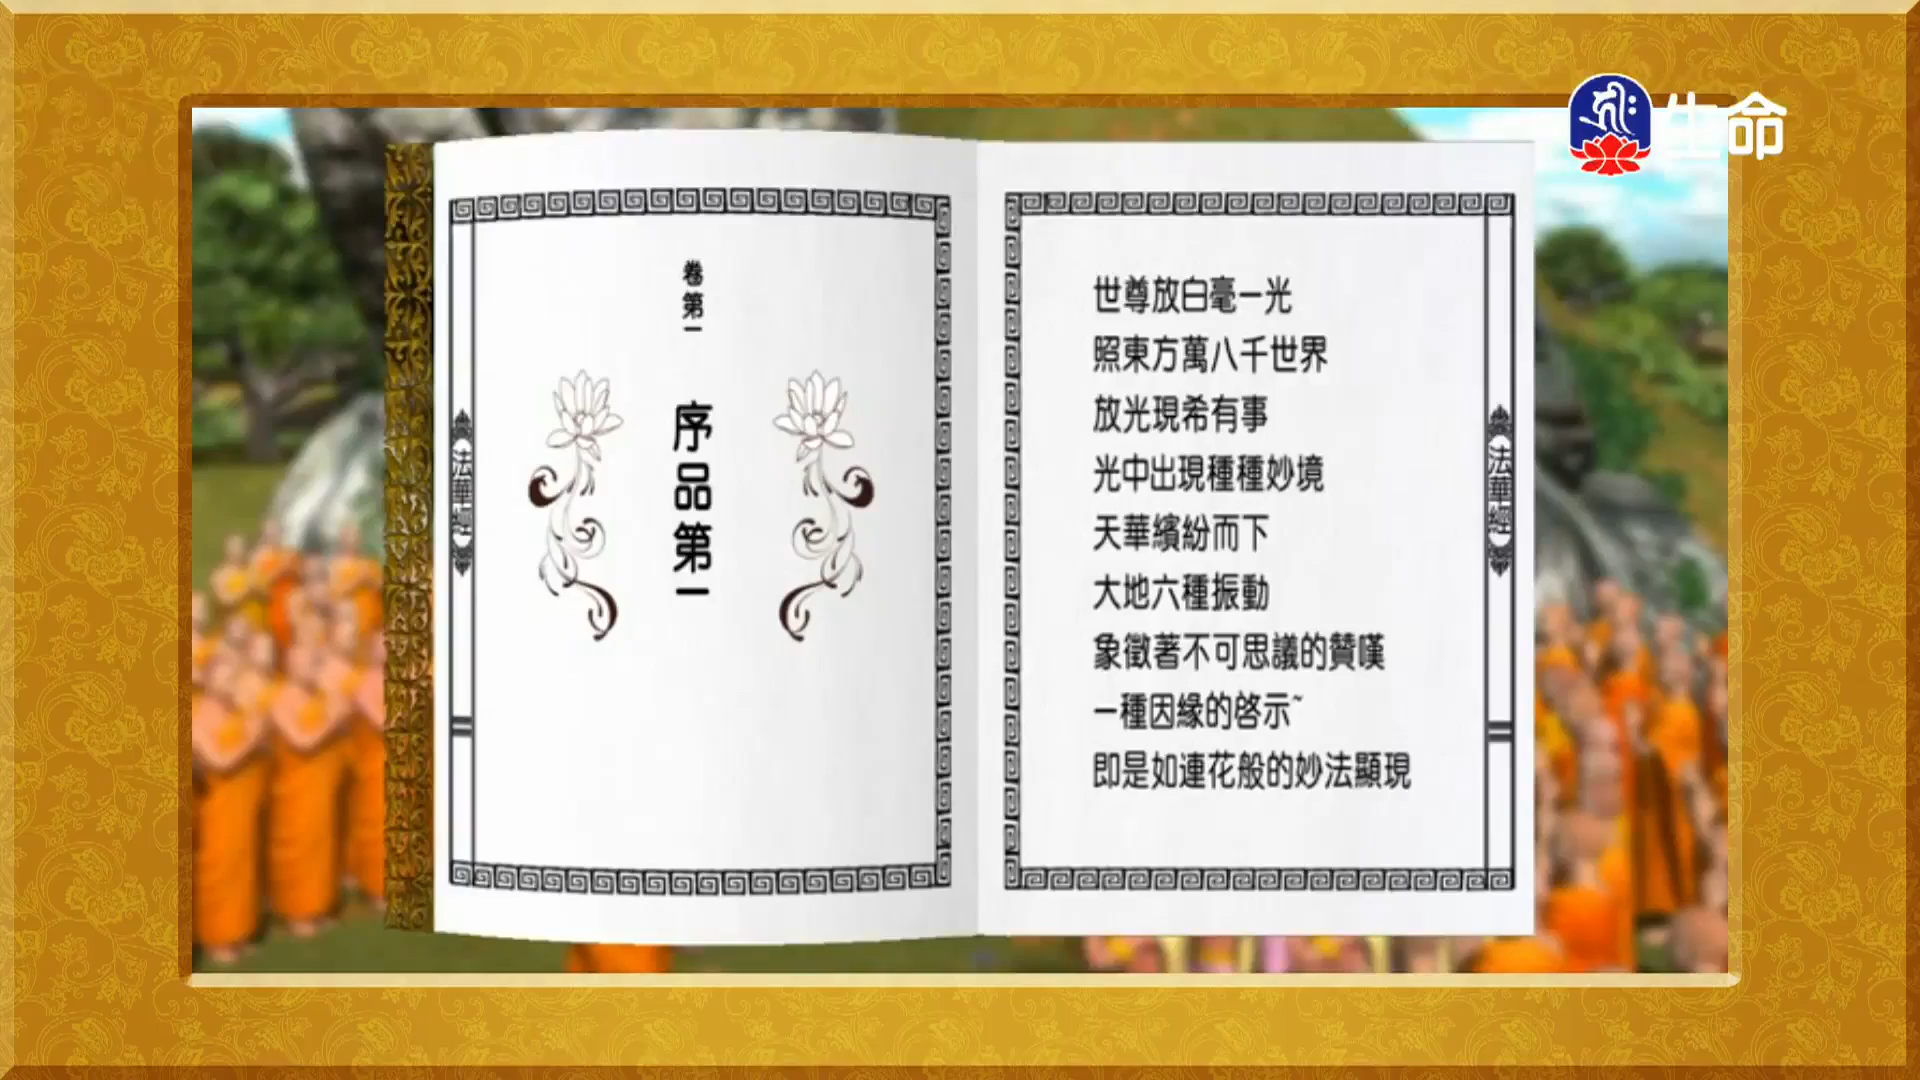 生命
法華經
卷第一
序品第一
世尊放白毫一光
照東方萬八千世界
放光現希有事
光中出現種種妙境
天華繽紛而下
大地六種振動
象徵著不可思議的贊嘆
一種因緣的啓示~
即是如連花般的妙法顯現
法華經